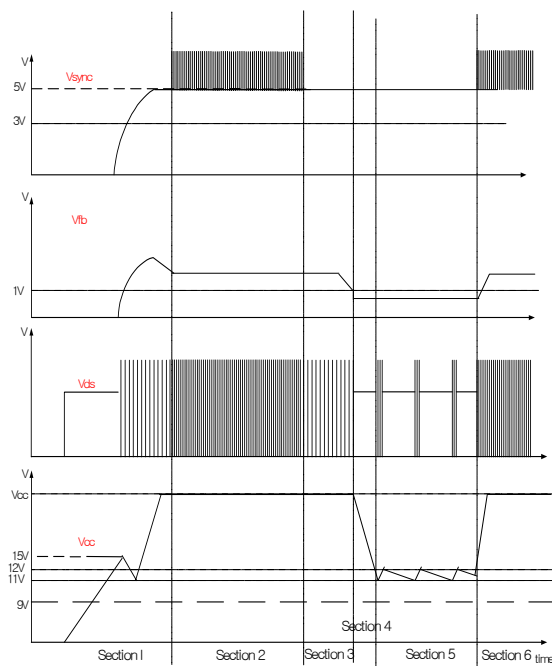 V
Vsync
5V
3V
V
Vfb
1V
V
Vds
V
Vcc
Vcc
15V
12V
11V
9V
Section 4
Section 1 Section 2 Section 3 Section 5 Section 6 time